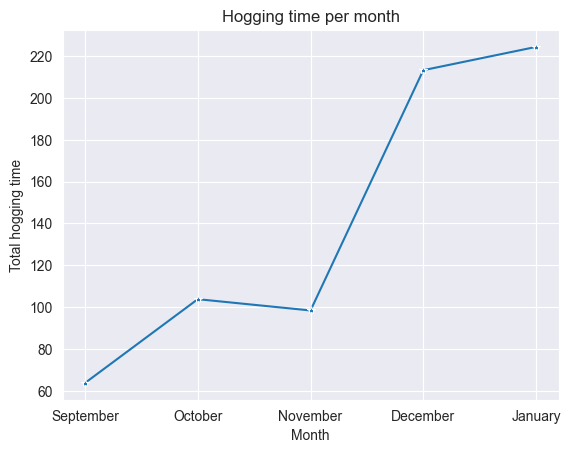 Hogging time per month
Total hogging time
220
200
180
160
140
120
100
80
60
September October November December January
Month